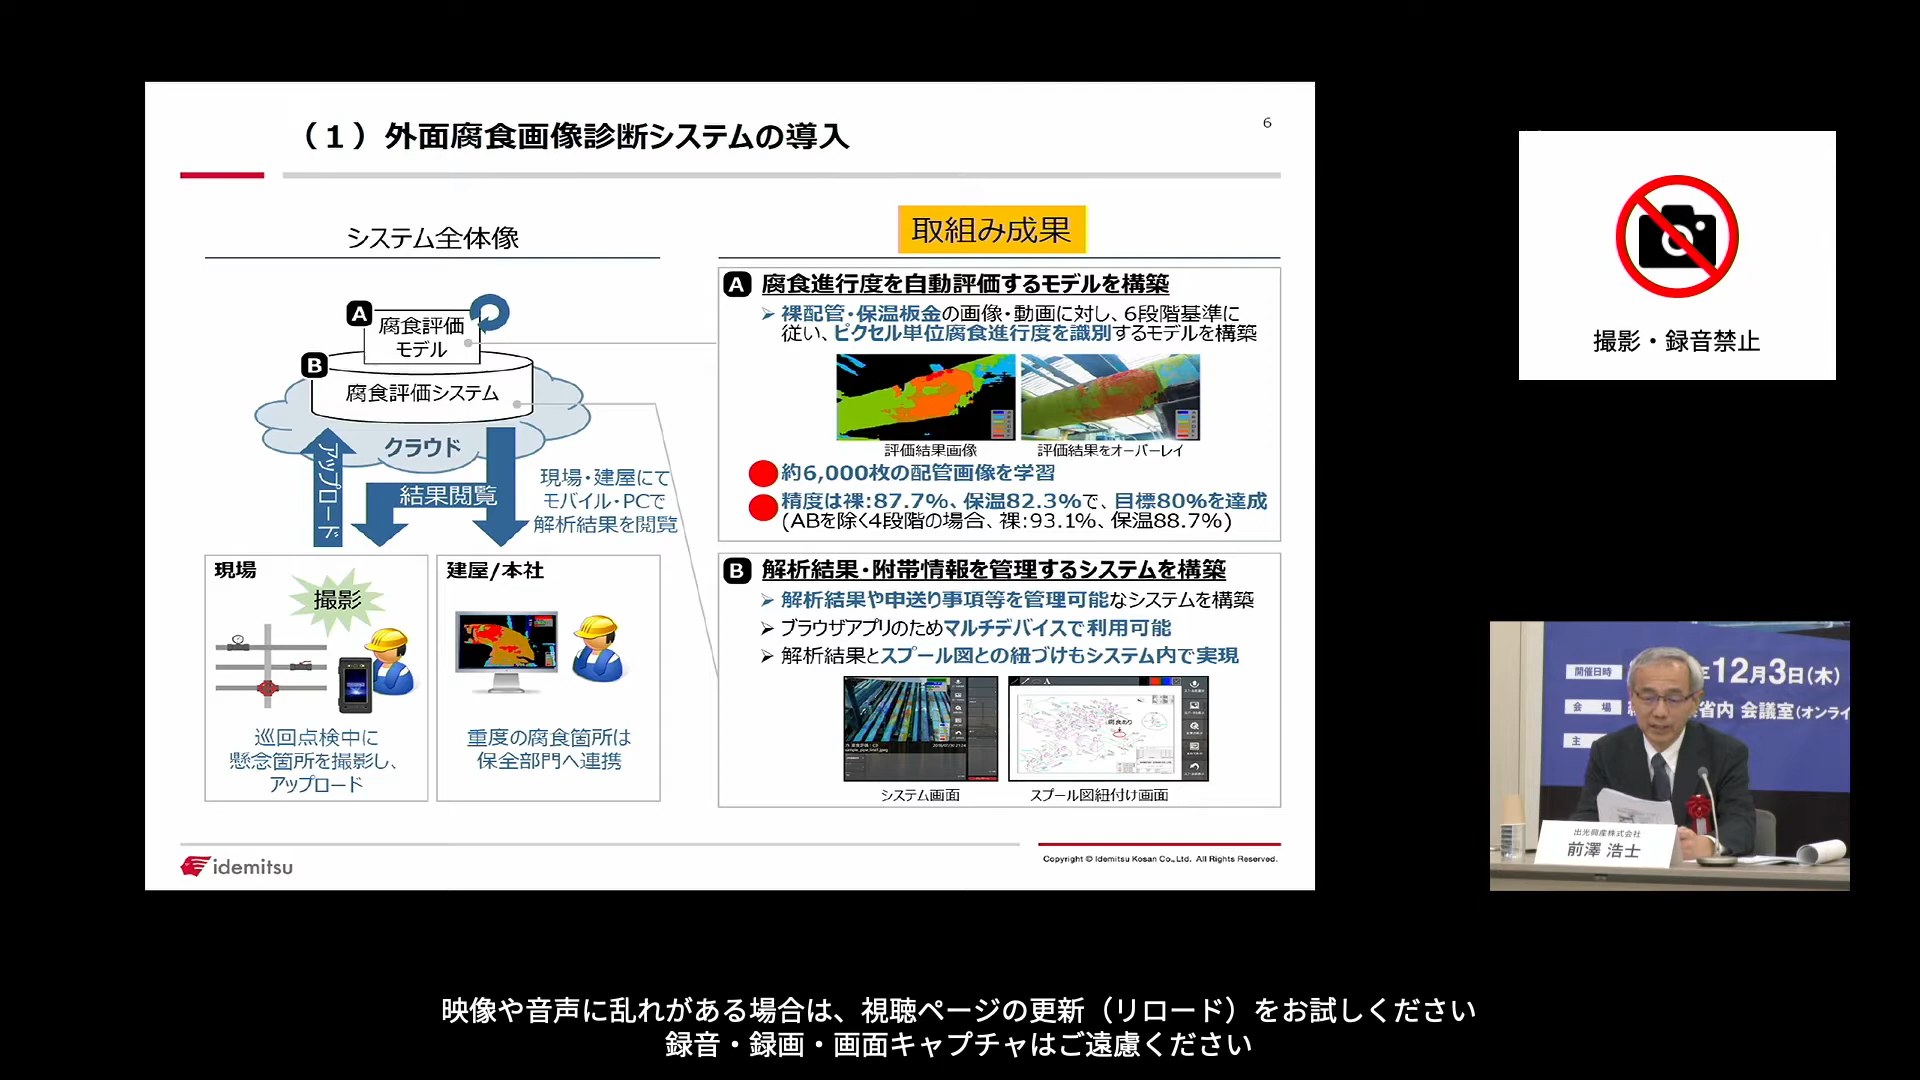 （1）外面腐食画像診断システムの導入
6
システム全体像
A
腐食評価
モデル
B
腐食評価システム
クラウド
アップロード
結果閲覧
現場・建屋にて
モバイル・PCで
解析結果を閲覧
現場
撮影
巡回点検中に
懸念箇所を撮影し、
アップロード
建屋/本社
重度の腐食箇所は
保全部門へ連携
取組み成果
A 腐食進行度を自動評価するモデルを構築
➢ 裸配管・保温板金の画像・動画に対し、6段階基準に
従い、ピクセル単位腐食進行度を識別するモデルを構築
評価結果画像
評価結果をオーバーレイ
約6,000枚の配管画像を学習
精度は裸:87.7%、保温82.3%で、目標80%を達成
(ABを除く4段階の場合、裸:93.1%、保温88.7%)
B 解析結果・附帯情報を管理するシステムを構築
➢ 解析結果や申送り事項等を管理可能なシステムを構築
➢ ブラウザアプリのためマルチデバイスで利用可能
➢ 解析結果とスプール図との紐づけもシステム内で実現
腐食あり
システム画面
スプール図紐付け画面
idemitsu
Copyright © Idemitsu Kosan Co.,Ltd. All Rights Reserved.
撮影・録音禁止
開催日時
年12月3日(木)
会 場
省内 会議室(オンライ
主
出光興産株式会社
前澤 浩士
映像や音声に乱れがある場合は、視聴ページの更新（リロード）をお試しください
録音・録画・画面キャプチャはご遠慮ください